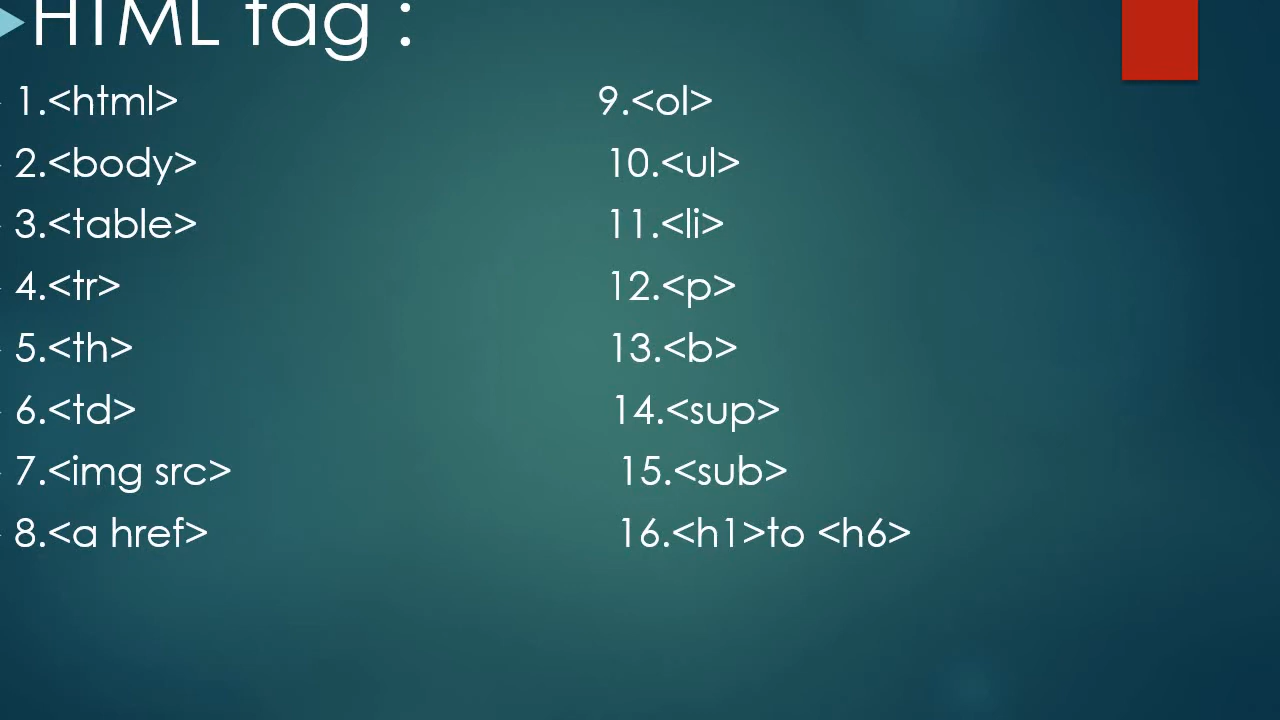 HTML tag :
1.<html>
2.<body>
3.<table>
4.<tr>
5.<th>
6.<td>
7.<img src>
8.<a href>
9.<ol>
10.<ul>
11.<li>
12.<p>
13.<b>
14.<sup>
15.<sub>
16.<h1>to <h6>